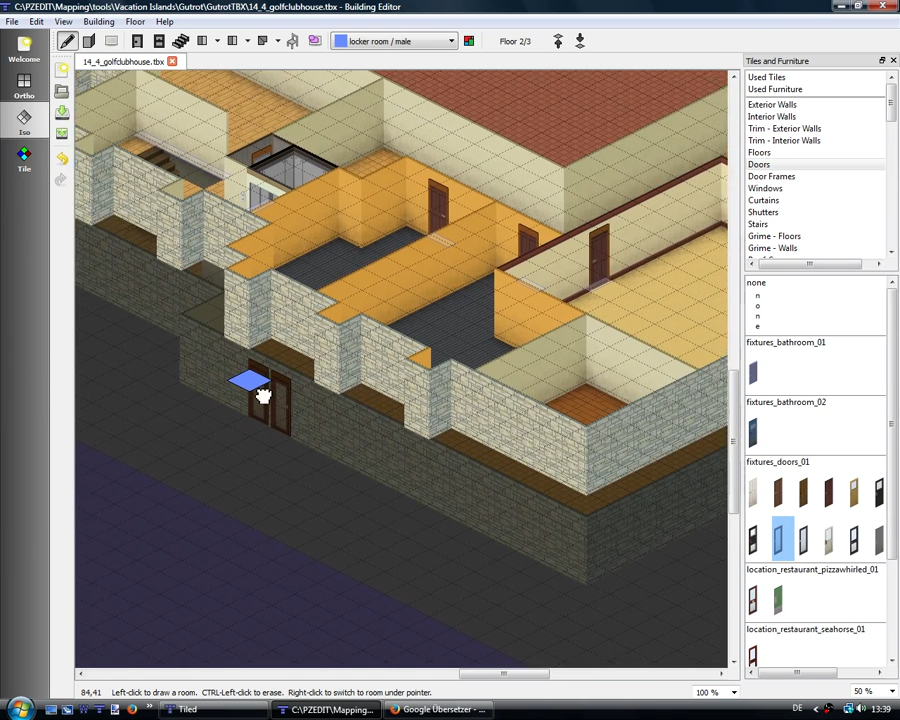 C:\PZEDIT\Mapping\tools\Vacation Islands\Gutrot\GutrotTBX\14_4_golfclubhouse.tbx - Building Editor
File Edit View Building Floor Help
locker room / male
Floor 2/3
14_4_golfclubhouse.tbx
Welcome
Ortho
Iso
Tile
Tiles and Furniture
Used Tiles
Used Furniture
Exterior Walls
Interior Walls
Trim - Exterior Walls
Trim - Interior Walls
Floors
Doors
Door Frames
Windows
Curtains
Shutters
Stairs
Grime - Floors
Grime - Walls
none
n
o
n
e
fixtures_bathroom_01
fixtures_bathroom_02
fixtures_doors_01
location_restaurant_pizzawhirled_01
location_restaurant_seahorse_01
84,41 Left-click to draw a room. CTRL-Left-click to erase. Right-click to switch to room under pointer.
100 %
50 %
Tiled
C:\PZEDIT\Mapping...
Google Übersetzer - ...
DE
13:39